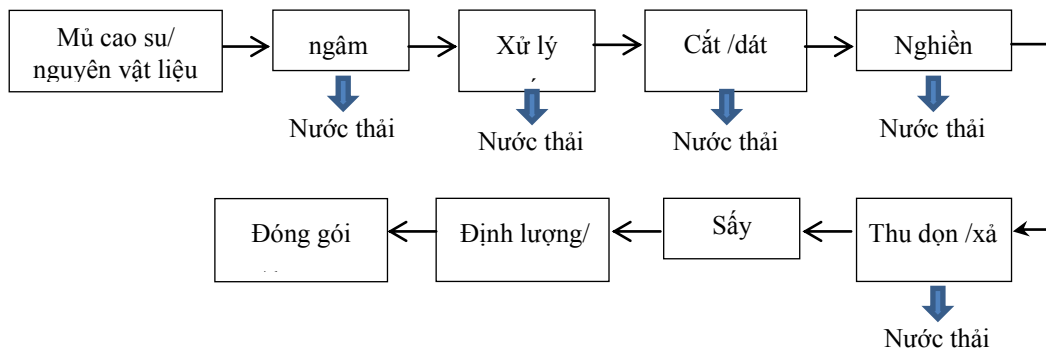 Mủ cao su/
nguyên vật liệu
ngâm
Xử lý
Cắt /dát
Nghiền
Nước thải
Nước thải
Nước thải
Nước thải
Đóng gói
Định lượng/
Sấy
Thu dọn /xả
Nước thải